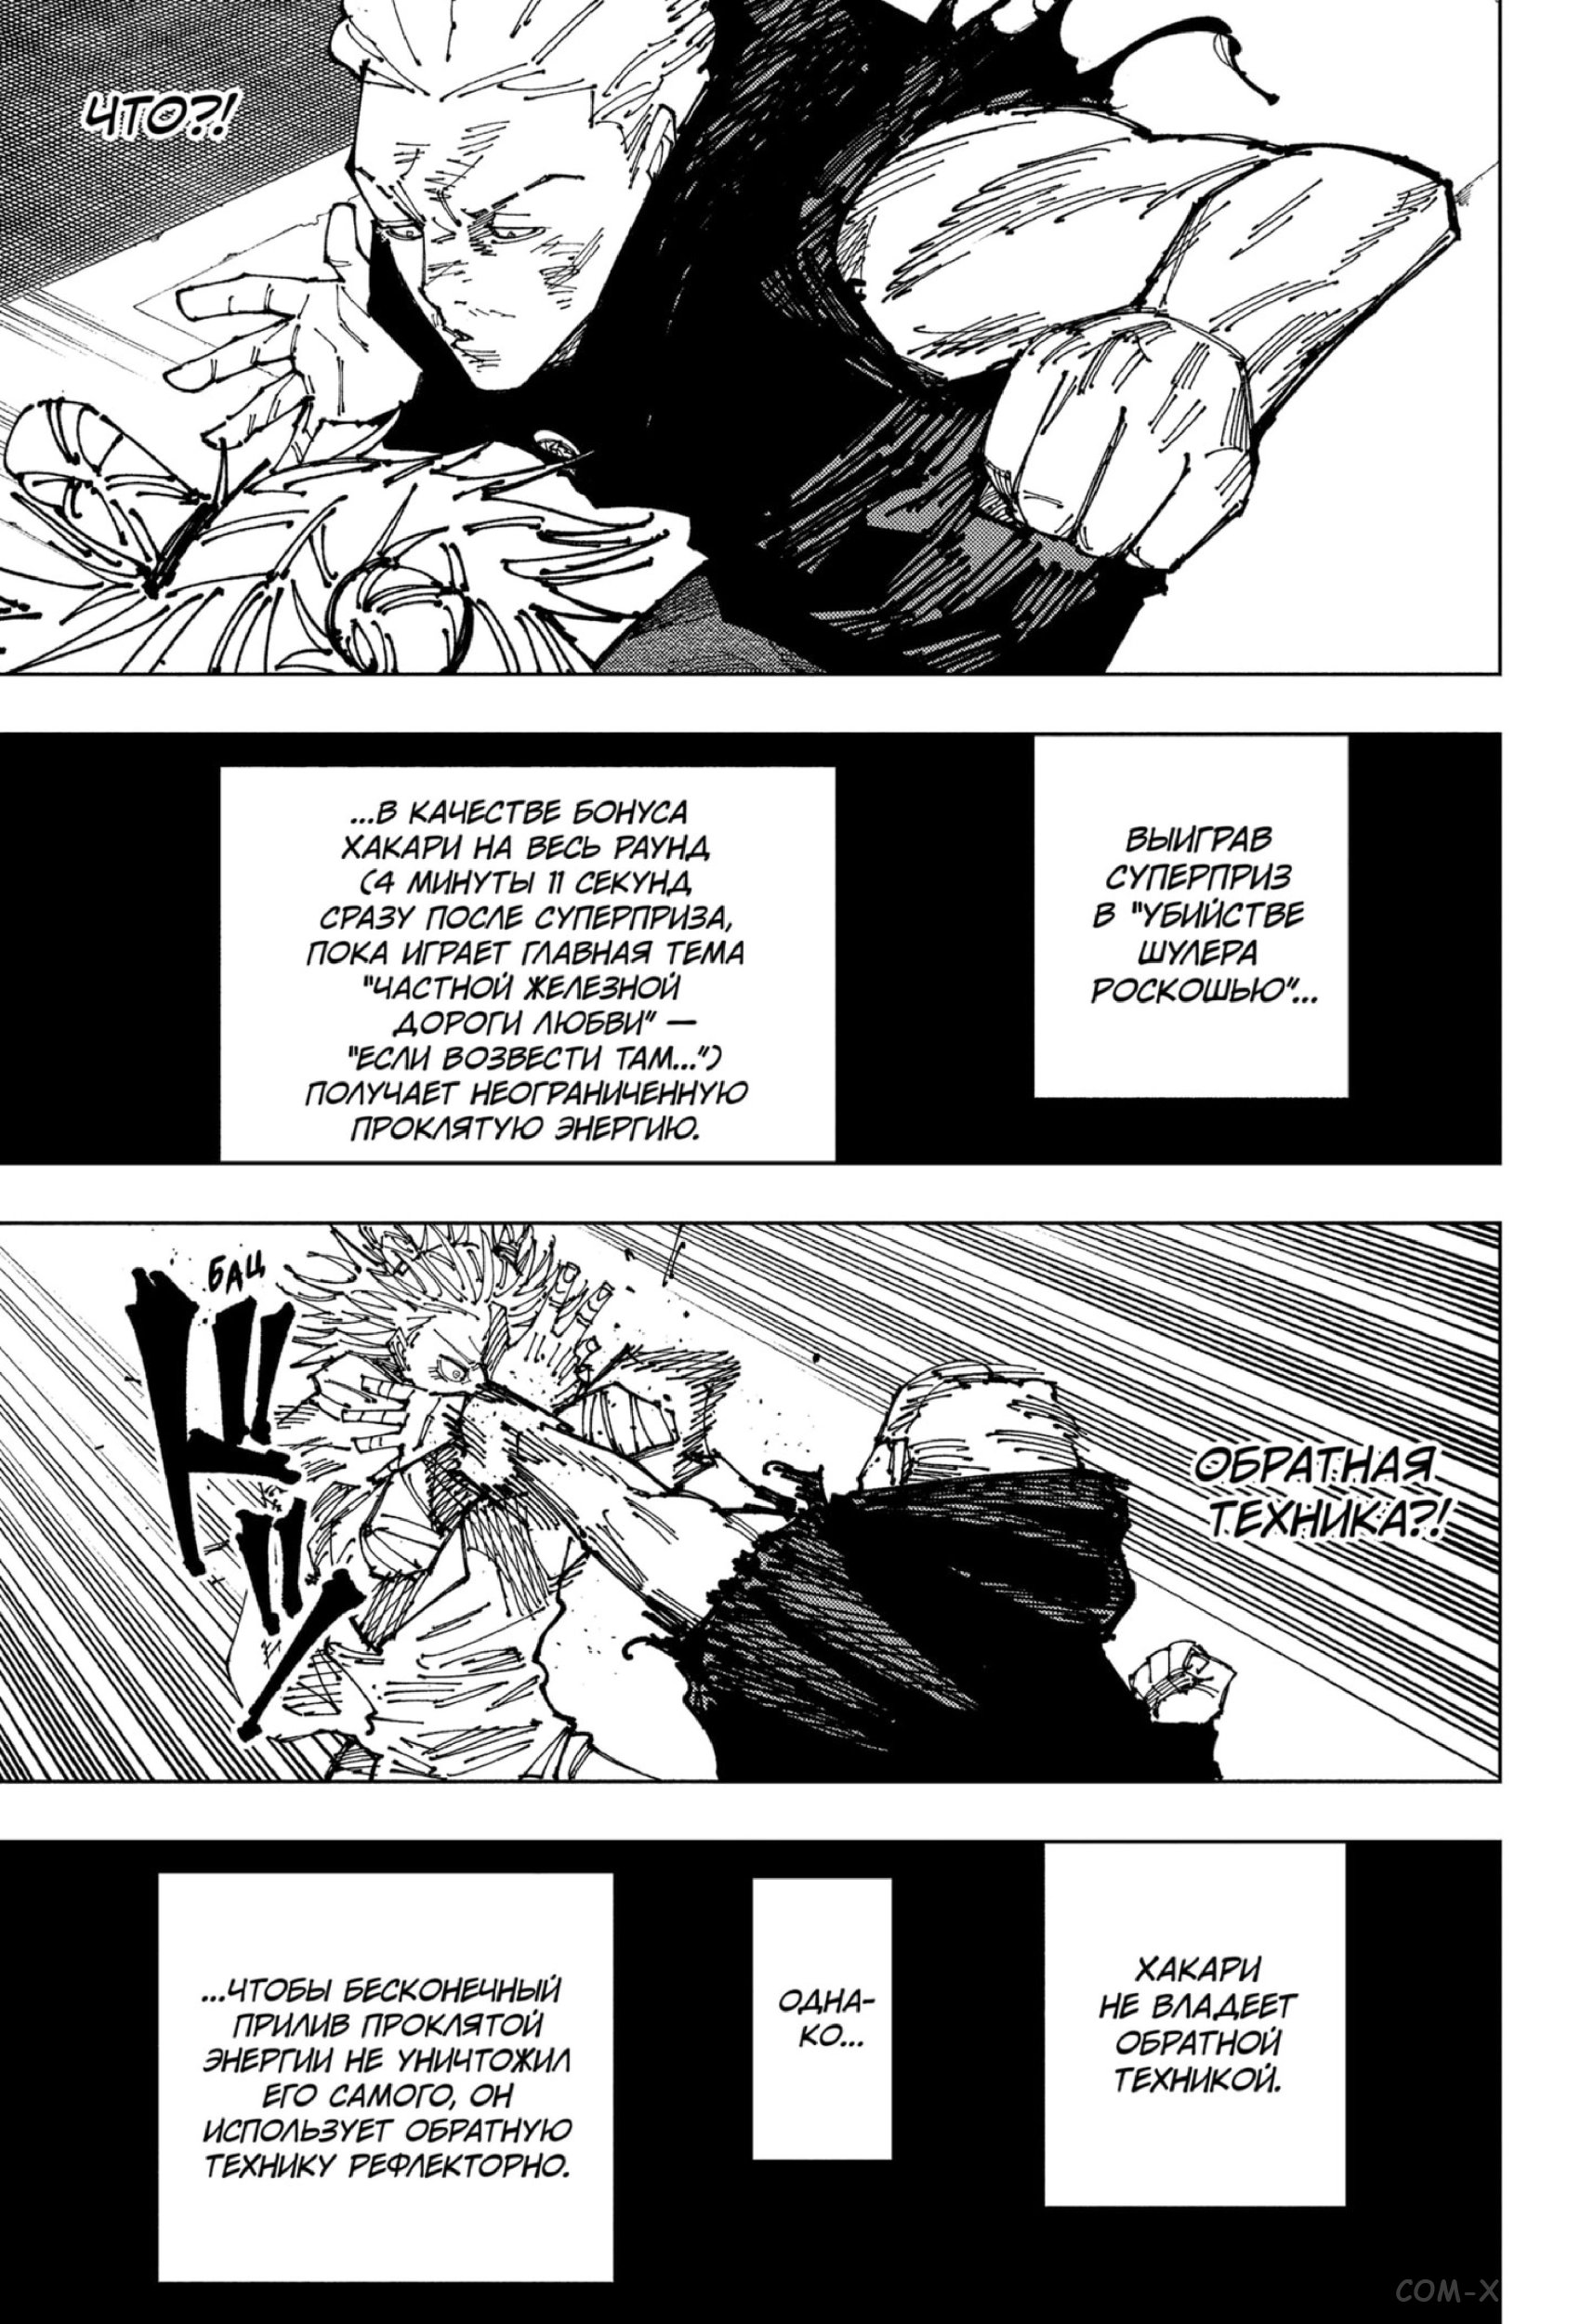 ЧТО?!
ВЫИГРАВ
СУПЕРПРИЗ
В "УБИЙСТВЕ
ШУЛЕРА
РОСКОШЬЮ"...
...В КАЧЕСТВЕ БОНУСА
ХАКАРИ НА ВЕСЬ РАУНД
(4 МИНУТЫ 11 СЕКУНД
СРАЗУ ПОСЛЕ СУПЕРПРИЗА,
ПОКА ИГРАЕТ ГЛАВНАЯ ТЕМА
"ЧАСТНОЙ ЖЕЛЕЗНОЙ
ДОРОГИ ЛЮБВИ" —
"ЕСЛИ ВОЗВЕСТИ ТАМ...")
ПОЛУЧАЕТ НЕОГРАНИЧЕННУЮ
ПРОКЛЯТУЮ ЭНЕРГИЮ.
ОБРАТНАЯ
ТЕХНИКА?!
БАЦ
ХАКАРИ
НЕ ВЛАДЕЕТ
ОБРАТНОЙ
ТЕХНИКОЙ.
ОДНА-
КО...
...ЧТОБЫ БЕСКОНЕЧНЫЙ
ПРИЛИВ ПРОКЛЯТОЙ
ЭНЕРГИИ НЕ УНИЧТОЖИЛ
ЕГО САМОГО, ОН
ИСПОЛЬЗУЕТ ОБРАТНУЮ
ТЕХНИКУ РЕФЛЕКТОРНО.
COM-X